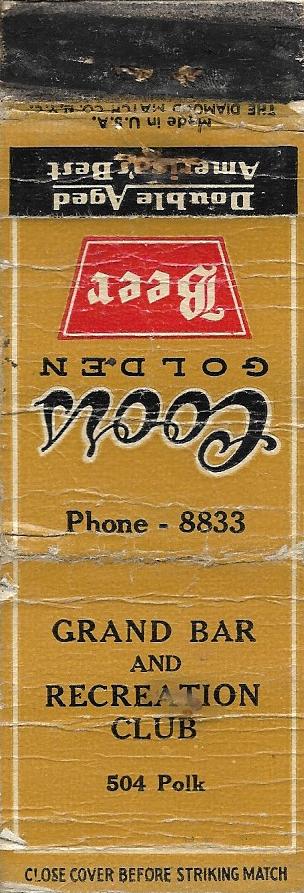 THE DIAMOND MATCH CO. N.Y.C.
Made in U.S.A.
Coors
GOLDEN
Beer
Double Aged
America's Best
Phone - 8833
GRAND BAR
AND
RECREATION
CLUB
504 Polk
CLOSE COVER BEFORE STRIKING MATCH